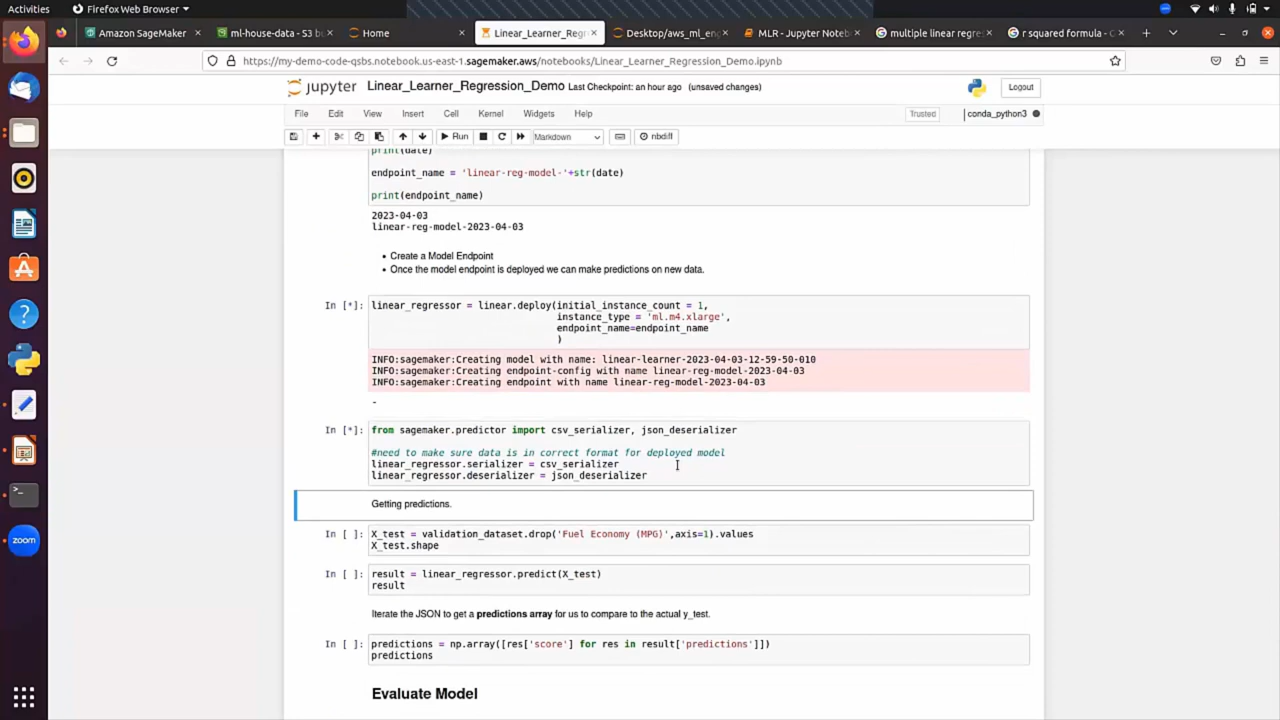 Activities
Firefox Web Browser
Amazon SageMaker
ml-house-data - S3 bu
Home
Linear_Learner_Regr
Desktop/aws_ml_en
MLR - Jupyter Noteb
multiple linear regres
r squared formula - G
https://my-demo-code-qsbs.notebook.us-east-1.sagemaker.aws/notebooks/Linear_Learner_Regression_Demo.ipynb
jupyter
Linear_Learner_Regression_Demo Last Checkpoint: an hour ago (unsaved changes)
Logout
File Edit View Insert Cell Kernel Widgets Help
Trusted
conda_python3
Run
Markdown
nbdiff
print(date)
endpoint_name = 'linear-reg-model-'+str(date)
print(endpoint_name)
2023-04-03
linear-reg-model-2023-04-03
• Create a Model Endpoint
• Once the model endpoint is deployed we can make predictions on new data.
In [*]: linear_regressor = linear.deploy(initial_instance_count = 1,
instance_type = 'ml.m4.xlarge',
endpoint_name=endpoint_name
)
INFO:sagemaker:Creating model with name: linear-learner-2023-04-03-12-59-50-010
INFO:sagemaker:Creating endpoint-config with name linear-reg-model-2023-04-03
INFO:sagemaker:Creating endpoint with name linear-reg-model-2023-04-03
-
In [*]: from sagemaker.predictor import csv_serializer, json_deserializer
#need to make sure data is in correct format for deployed model
linear_regressor.serializer = csv_serializer
linear_regressor.deserializer = json_deserializer
Getting predictions.
In [ ]: X_test = validation_dataset.drop('Fuel Economy (MPG)',axis=1).values
X_test.shape
In [ ]: result = linear_regressor.predict(X_test)
result
Iterate the JSON to get a predictions array for us to compare to the actual y_test.
In [ ]: predictions = np.array([res['score'] for res in result['predictions']])
predictions
Evaluate Model
zoom